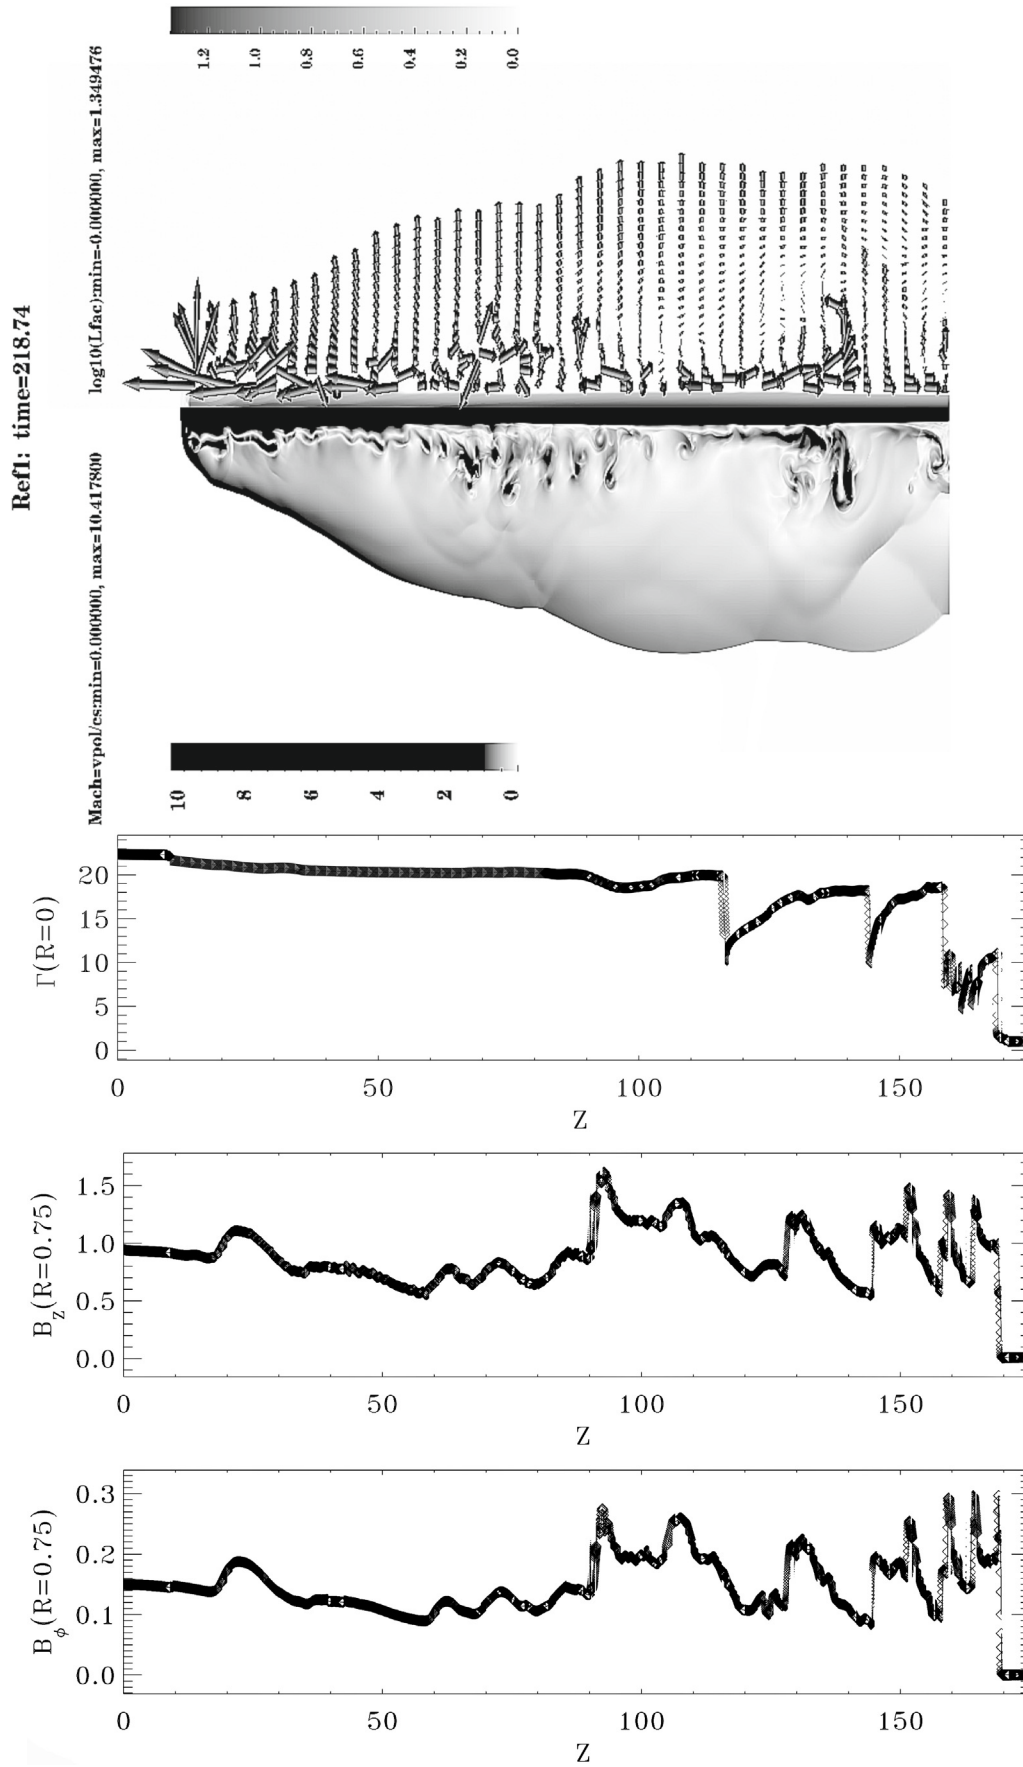 Ref1: time=218.74
log10(Lfac):min=-0.000000, max=1.349476
1.2 1.0 0.8 0.6 0.4 0.2 0.0
Mach=vpol/cs:min=0.000000, max=10.417800
10 8 6 4 2 0
Γ(R=0)
20
15
10
5
0
0 50 100 150
Z
B_Z(R=0.75)
1.5
1.0
0.5
0.0
0 50 100 150
Z
B_ϕ(R=0.75)
0.3
0.2
0.1
0.0
0 50 100 150
Z